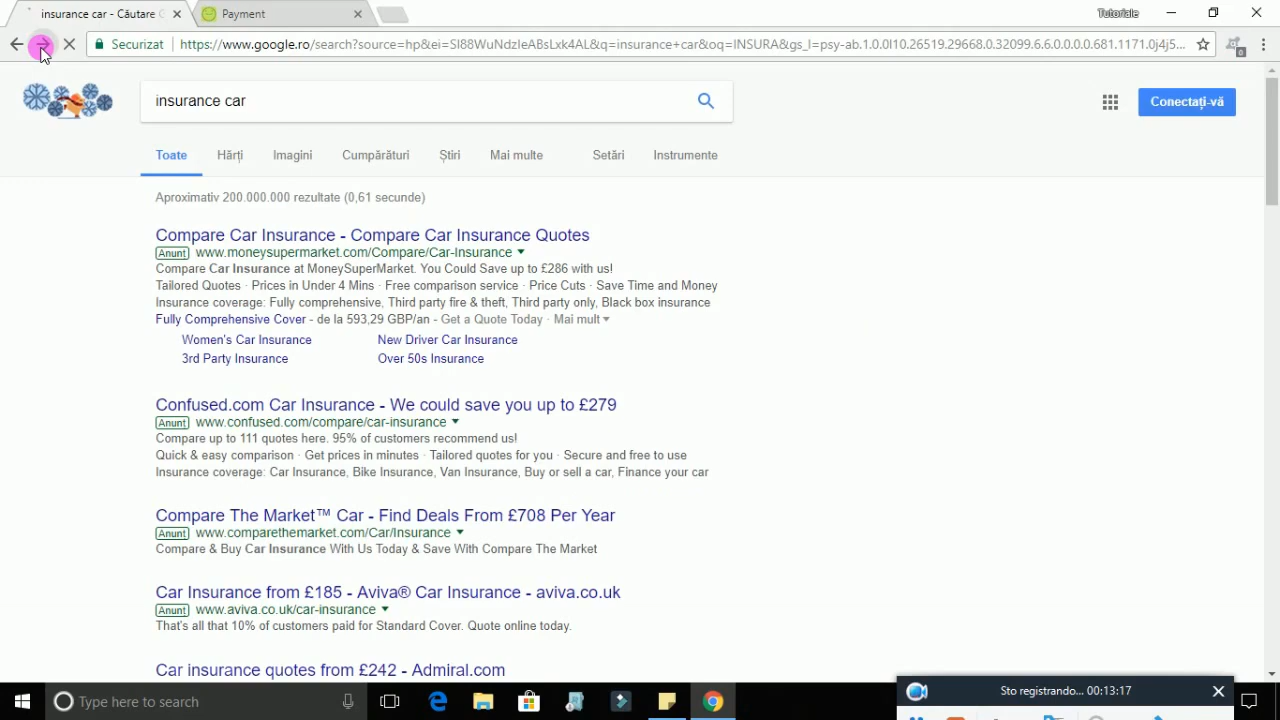 insurance car - Căutare G
Payment
Tutoriale
Securizat
https://www.google.ro/search?source=hp&ei=SI88WuNdzIeABsLxk4AL&q=insurance+car&oq=INSURA&gs_l=psy-ab.1.0.0l10.26519.29668.0.32099.6.6.0.0.0.0.681.1171.0j4j5...
0
insurance car
Conectați-vă
Toate Hărți Imagini Cumpărături Știri Mai multe Setări Instrumente
Aproximativ 200.000.000 rezultate (0,61 secunde)
Compare Car Insurance - Compare Car Insurance Quotes
Anunt www.moneysupermarket.com/Compare/Car-Insurance
Compare Car Insurance at MoneySuperMarket. You Could Save up to £286 with us!
Tailored Quotes · Prices in Under 4 Mins · Free comparison service · Price Cuts · Save Time and Money
Insurance coverage: Fully comprehensive, Third party fire & theft, Third party only, Black box insurance
Fully Comprehensive Cover - de la 593,29 GBP/an - Get a Quote Today · Mai mult
Women's Car Insurance New Driver Car Insurance
3rd Party Insurance Over 50s Insurance
Confused.com Car Insurance - We could save you up to £279
Anunt www.confused.com/compare/car-insurance
Compare up to 111 quotes here. 95% of customers recommend us!
Quick & easy comparison · Get prices in minutes · Tailored quotes for you · Secure and free to use
Insurance coverage: Car Insurance, Bike Insurance, Van Insurance, Buy or sell a car, Finance your car
Compare The Market™ Car - Find Deals From £708 Per Year
Anunt www.comparethemarket.com/Car/Insurance
Compare & Buy Car Insurance With Us Today & Save With Compare The Market
Car Insurance from £185 - Aviva® Car Insurance - aviva.co.uk
Anunt www.aviva.co.uk/car-insurance
That's all that 10% of customers paid for Standard Cover. Quote online today.
Car insurance quotes from £242 - Admiral.com
Type here to search
Sto registrando... 00:13:17